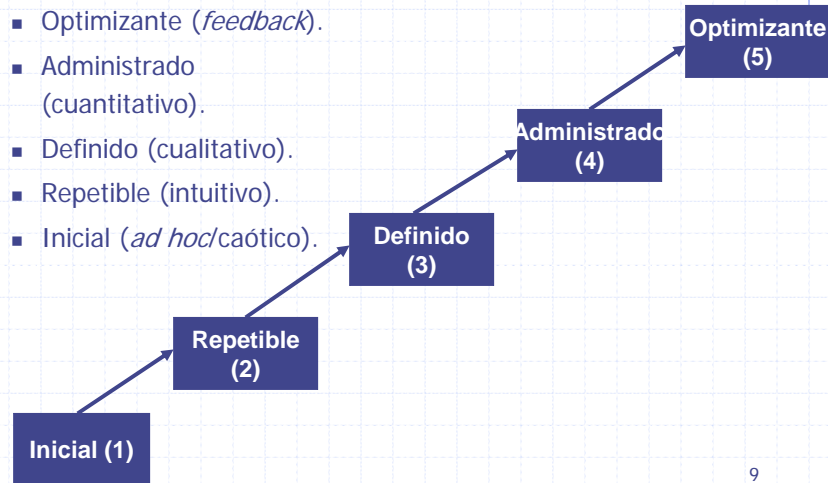 ▪ Optimizante (feedback).
▪ Administrado
(cuantitativo).
▪ Definido (cualitativo).
▪ Repetible (intuitivo).
▪ Inicial (ad hoc/caótico).
Optimizante
(5)
Administrado
(4)
Definido
(3)
Repetible
(2)
Inicial (1)
9